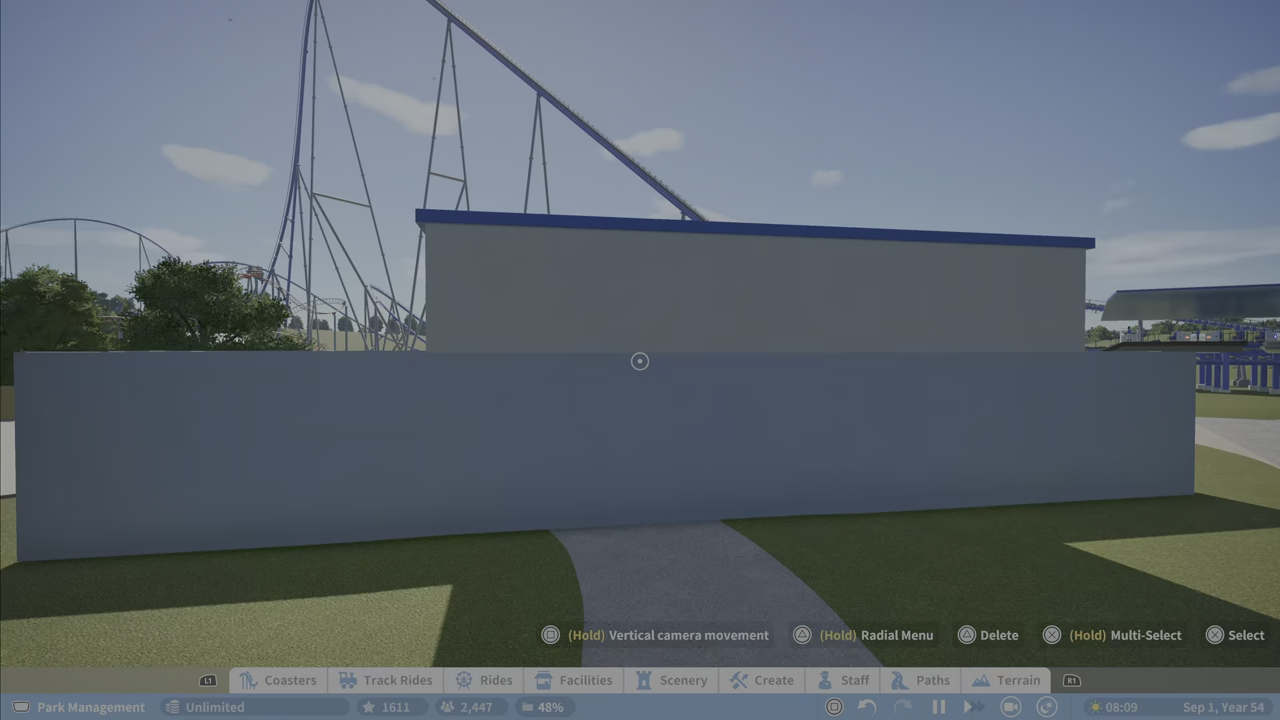 (Hold) Vertical camera movement (Hold) Radial Menu Delete (Hold) Multi-Select Select
L1 Coasters Track Rides Rides Facilities Scenery Create Staff Paths Terrain R1
Park Management Unlimited 1611 2,447 48% 08:09 Sep 1, Year 54